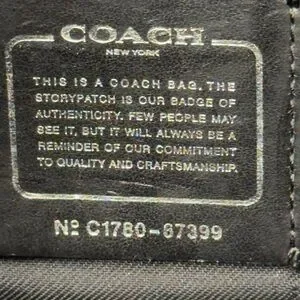 COACH
NEW YORK
THIS IS A COACH BAG. THE
STORYPATCH IS OUR BADGE OF
AUTHENTICITY. FEW PEOPLE MAY
SEE IT, BUT IT WILL ALWAYS BE A
REMINDER OF OUR COMMITMENT
TO QUALITY AND CRAFTSMANSHIP.
Nº C1780-67399